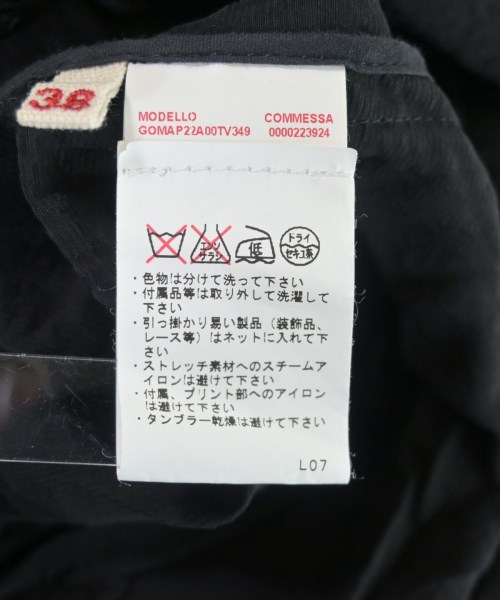 38
MODELLO COMMESSA
GOMAP22A00TV349 0000223924
エンソ
サラシ
低
ドライ
セキユ系
・色物は分けて洗って下さい
・付属品等は取り外して洗濯して
下さい
・引っ掛かり易い製品（装飾品、
レース等）はネットに入れて下
さい
・ストレッチ素材へのスチームア
イロンは避けて下さい
・付属、プリント部へのアイロン
は避けて下さい
・タンブラー乾燥は避けて下さい
L07